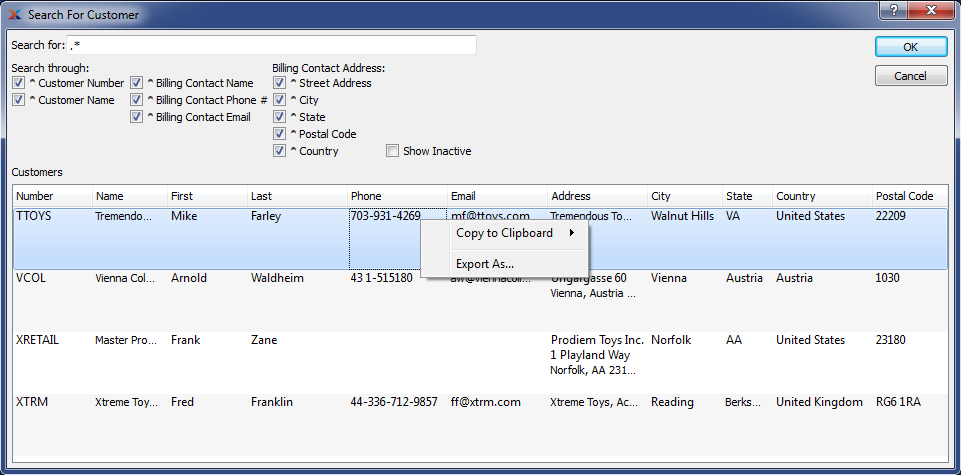 Search For Customer
Search for: .*
OK
Search through:
Billing Contact Address:
^ Customer Number ^ Billing Contact Name ^ Street Address
Cancel
^ Customer Name ^ Billing Contact Phone # ^ City
^ Billing Contact Email ^ State
^ Postal Code
^ Country Show Inactive
Customers
Number Name First Last Phone Email Address City State Country Postal Code
TTOYS Tremendo... Mike Farley 703-931-4269 mf@ttoys.com Tremendous To... Walnut Hills VA United States 22209
Copy to Clipboard
Export As...
VCOL Vienna Col... Arnold Waldheim 43 1-515180 aw@viennacoll... Ungargasse 60 Vienna Austria Austria 1030
Vienna, Austria ...
XRETAIL Master Pro... Frank Zane Prodiem Toys Inc. Norfolk AA United States 23180
1 Playland Way
Norfolk, AA 231...
XTRM Xtreme Toy... Fred Franklin 44-336-712-9857 ff@xtrm.com Xtreme Toys, Ac... Reading Berks... United Kingdom RG6 1RA